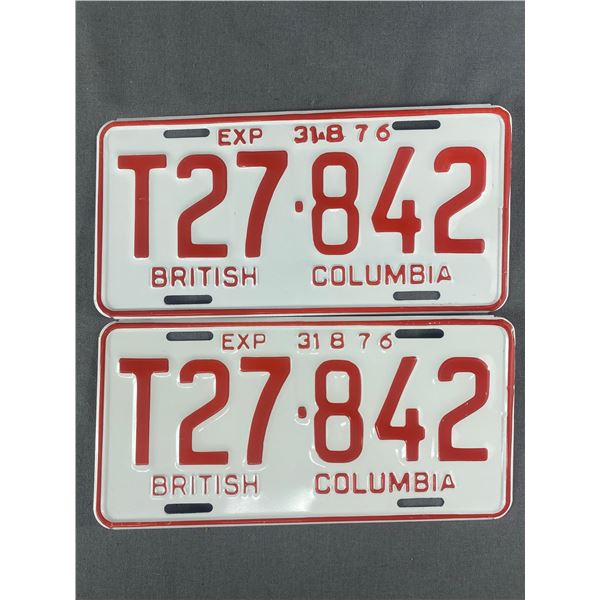 EXP 31 8 76
T27·842
BRITISH COLUMBIA
EXP 31 8 76
T27·842
BRITISH COLUMBIA